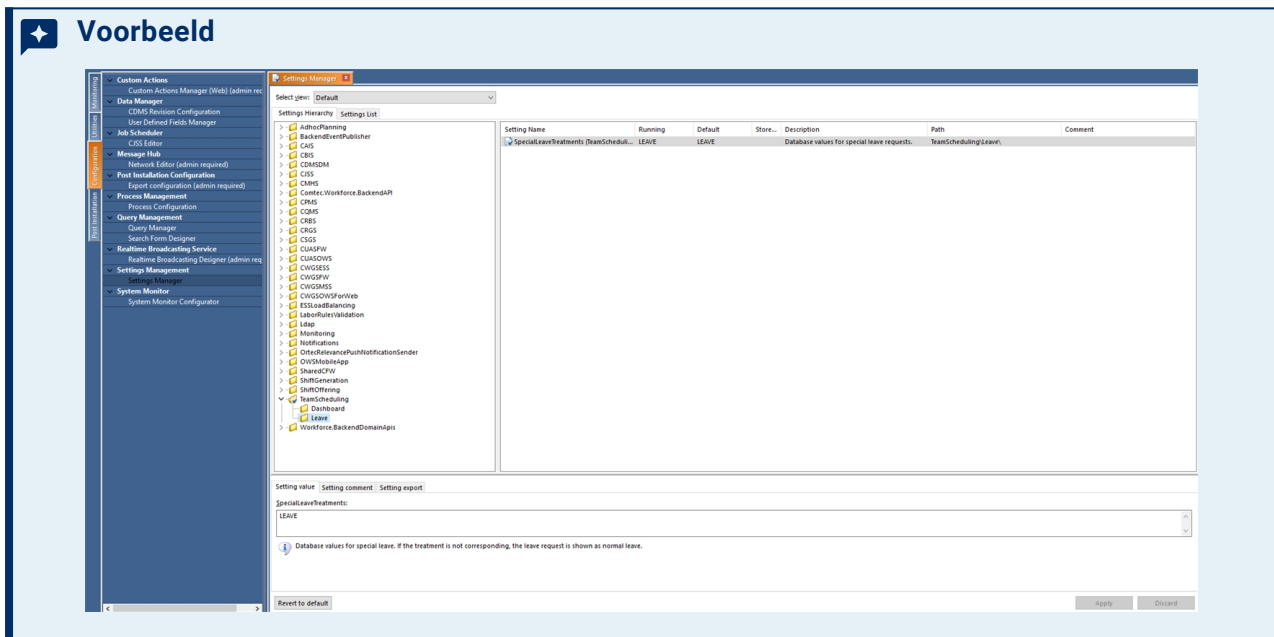 Voorbeeld
Monitoring
Utilities
Configuration
Post Installation
Custom Actions
Custom Actions Manager (Web) (admin rec
Data Manager
CDMS Revision Configuration
User Defined Fields Manager
Job Scheduler
CJSS Editor
Message Hub
Network Editor (admin required)
Post Installation Configuration
Export configuration (admin required)
Process Management
Process Configuration
Query Management
Query Manager
Search Form Designer
Realtime Broadcasting Service
Realtime Broadcasting Designer (admin req
Settings Management
Settings Manager
System Monitor
System Monitor Configurator
Settings Manager
Select view: Default
Settings Hierarchy Settings List
AdhocPlanning
BackendEventPublisher
CAIS
CBIS
CDMSDM
CJSS
CMHS
Comtec.Workforce.BackendAPI
CPMS
CQMS
CRBS
CRGS
CSGS
CUASFW
CUASOWS
CWGSESS
CWGSFW
CWGSMSS
CWGSOWSForWeb
ESSLoadBalancing
LaborRulesValidation
Ldap
Monitoring
Notifications
OrtecRelevancePushNotificationSender
OWSMobileApp
SharedCFW
ShiftGeneration
ShiftOffering
TeamScheduling
Dashboard
Leave
Workforce.BackendDomainApis
Setting Name Running Default Store... Description Path Comment
SpecialLeaveTreatments (TeamScheduli... LEAVE LEAVE Database values for special leave requests. TeamScheduling\Leave\
Setting value Setting comment Setting export
SpecialLeaveTreatments:
LEAVE
Database values for special leave. If the treatment is not corresponding, the leave request is shown as normal leave.
Revert to default Apply Discard